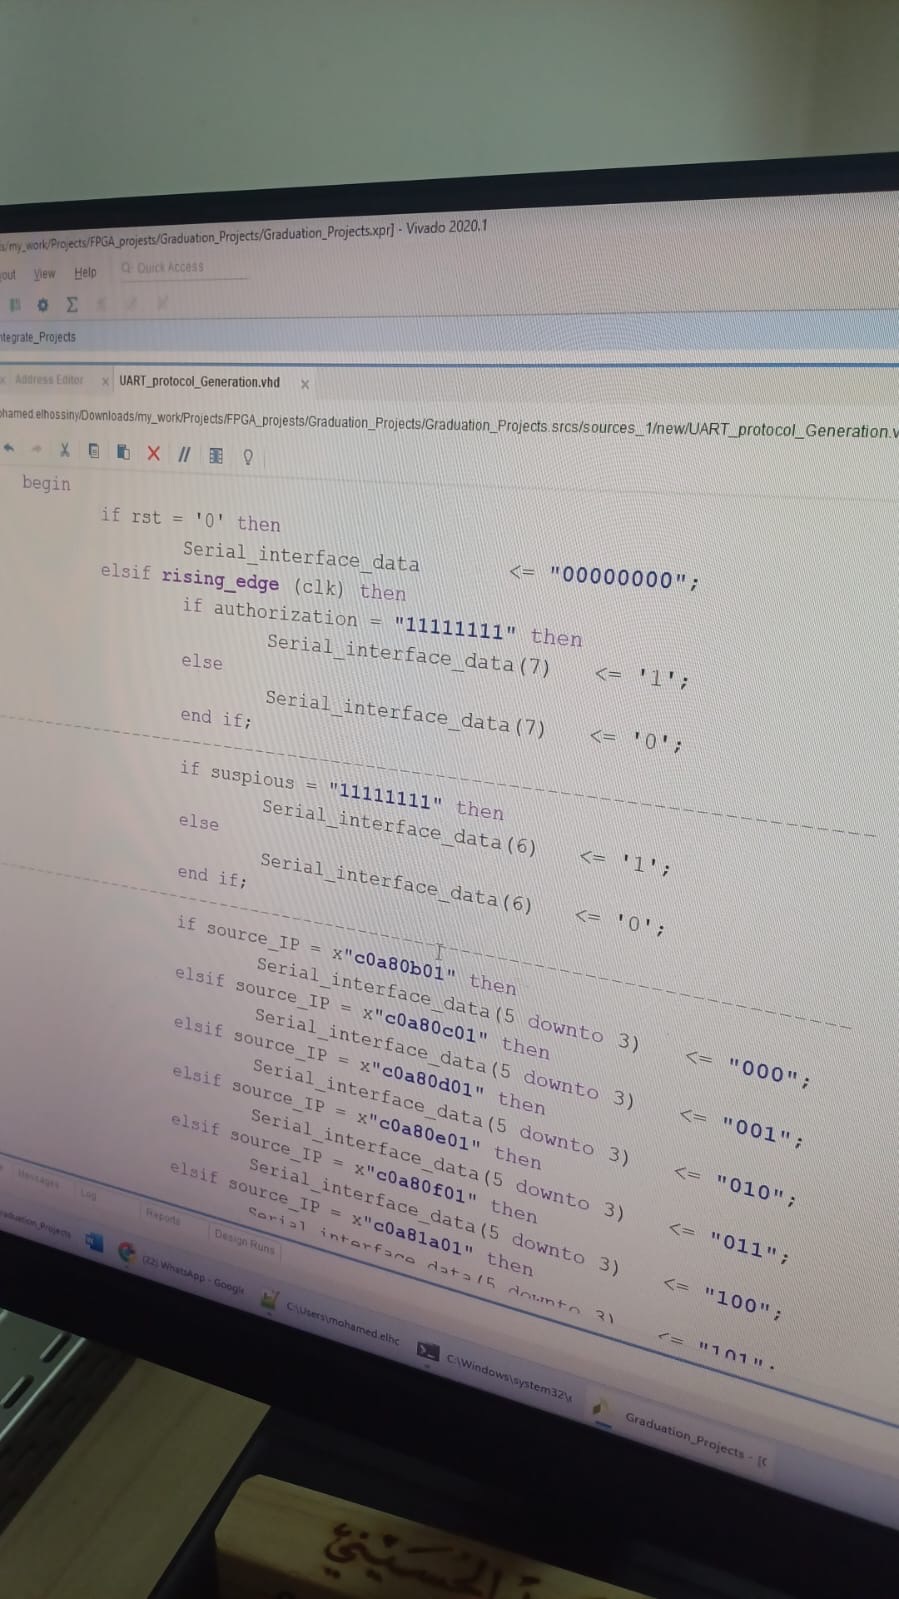 s/my_work/Projects/FPGA_projests/Graduation_Projects/Graduation_Projects.xpr] - Vivado 2020.1
yout View Help Quick Access
ntegrate_Projects
Address Editor x UART_protocol_Generation.vhd x
ohamed.elhossiny/Downloads/my_work/Projects/FPGA_projests/Graduation_Projects/Graduation_Projects.srcs/sources_1/new/UART_protocol_Generation.v
begin
if rst = '0' then
Serial_interface_data <= "00000000";
elsif rising_edge (clk) then
if authorization = "11111111" then
Serial_interface_data(7) <= '1';
else
Serial_interface_data(7) <= '0';
end if;
if suspious = "11111111" then
Serial_interface_data(6) <= '1';
else
Serial_interface_data(6) <= '0';
end if;
if source_IP = x"c0a80b01" then
Serial_interface_data(5 downto 3) <= "000";
elsif source_IP = x"c0a80c01" then
Serial_interface_data(5 downto 3) <= "001";
elsif source_IP = x"c0a80d01" then
Serial_interface_data(5 downto 3) <= "010";
elsif source_IP = x"c0a80e01" then
Serial_interface_data(5 downto 3) <= "011";
elsif source_IP = x"c0a80f01" then
Serial_interface_data(5 downto 3) <= "100";
elsif source_IP = x"c0a81a01" then
Serial_interface_data(5 downto 3) <= "101";
Messages Log Reports Design Runs
raduation_Projects (22) WhatsApp - Google C:\Users\mohamed.elhc C:\Windows\system32\c Graduation_Projects - [C
الحُسَيْنِي